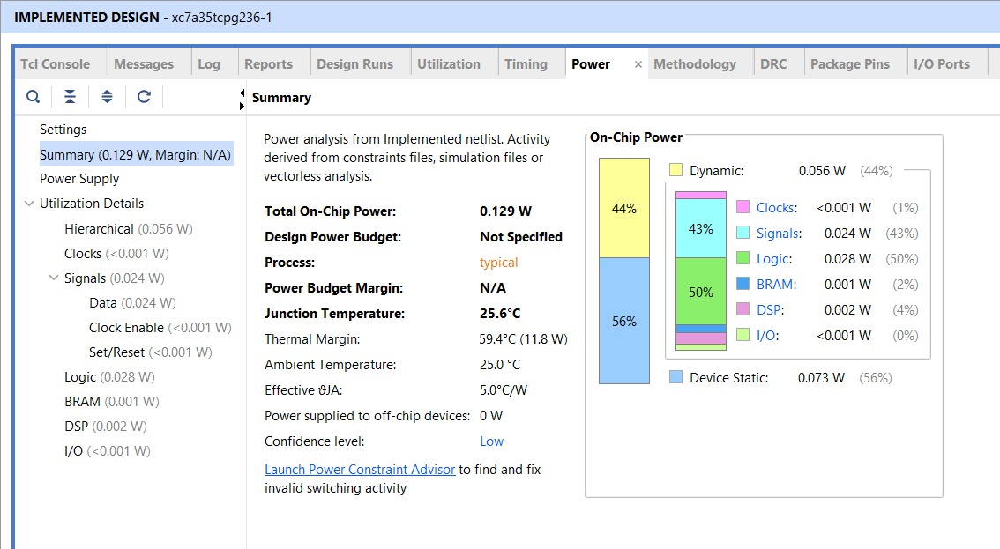 IMPLEMENTED DESIGN - xc7a35tcpg236-1
Tcl Console Messages Log Reports Design Runs Utilization Timing Power × Methodology DRC Package Pins I/O Ports
Summary
Settings
Summary (0.129 W, Margin: N/A)
Power Supply
Utilization Details
Hierarchical (0.056 W)
Clocks (<0.001 W)
Signals (0.024 W)
Data (0.024 W)
Clock Enable (<0.001 W)
Set/Reset (<0.001 W)
Logic (0.028 W)
BRAM (0.001 W)
DSP (0.002 W)
I/O (<0.001 W)
Power analysis from Implemented netlist. Activity
derived from constraints files, simulation files or
vectorless analysis.
Total On-Chip Power: 0.129 W
Design Power Budget: Not Specified
Process: typical
Power Budget Margin: N/A
Junction Temperature: 25.6°C
Thermal Margin: 59.4°C (11.8 W)
Ambient Temperature: 25.0 °C
Effective ϑJA: 5.0°C/W
Power supplied to off-chip devices: 0 W
Confidence level: Low
Launch Power Constraint Advisor to find and fix
invalid switching activity
On-Chip Power
44%
56%
Dynamic: 0.056 W (44%)
43%
50%
Clocks: <0.001 W (1%)
Signals: 0.024 W (43%)
Logic: 0.028 W (50%)
BRAM: 0.001 W (2%)
DSP: 0.002 W (4%)
I/O: <0.001 W (0%)
Device Static: 0.073 W (56%)